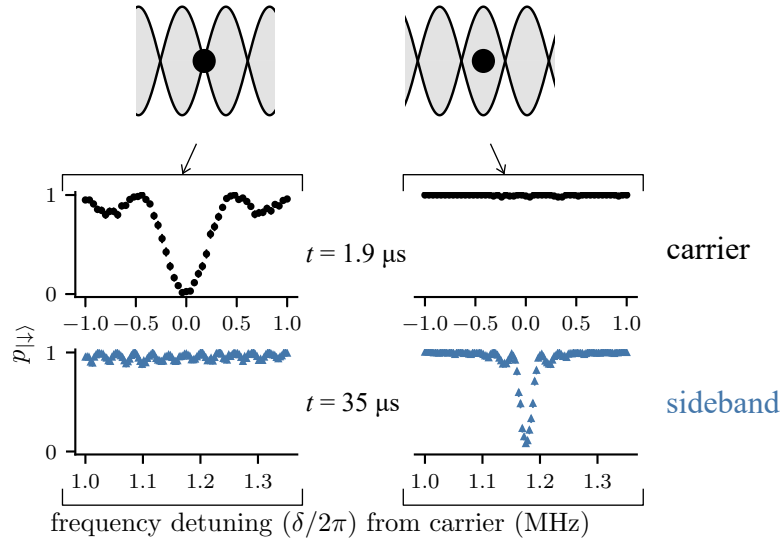 1
0
t = 1.9 μs
carrier
−1.0 −0.5 0.0 0.5 1.0
−1.0 −0.5 0.0 0.5 1.0
p|↓⟩
1
0
t = 35 μs
sideband
1.0 1.1 1.2 1.3
1.0 1.1 1.2 1.3
frequency detuning (δ/2π) from carrier (MHz)